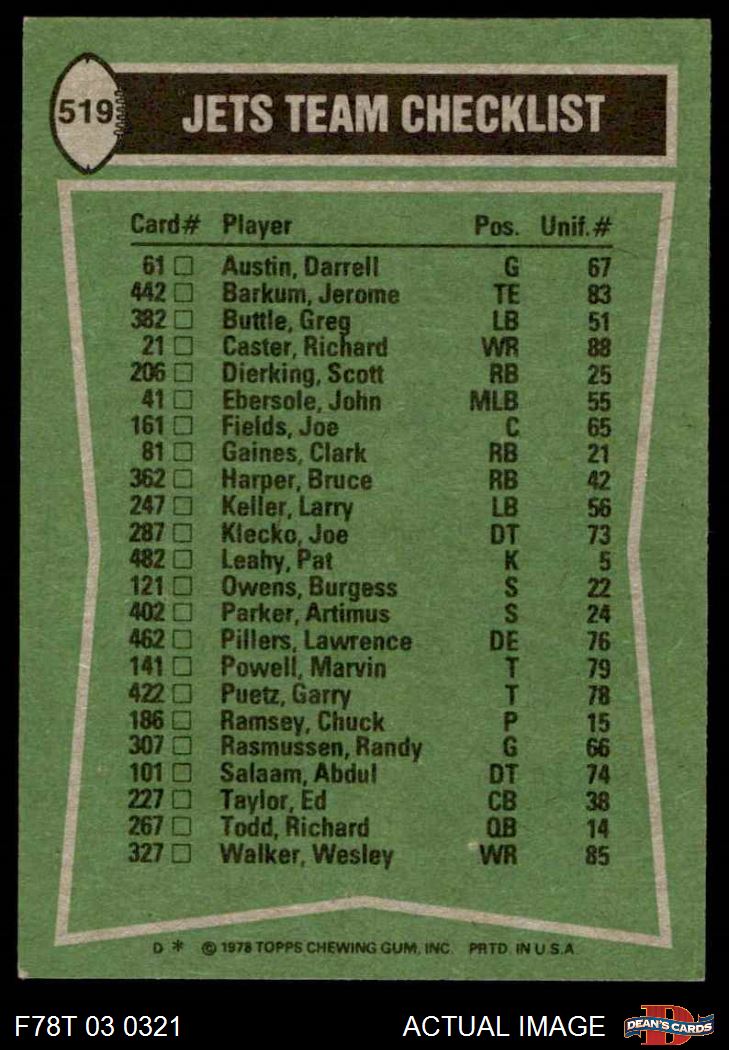 519
JETS TEAM CHECKLIST
Card# Player Pos. Unif.#
61 □ Austin, Darrell G 67
442 □ Barkum, Jerome TE 83
382 □ Buttle, Greg LB 51
21 □ Caster, Richard WR 88
206 □ Dierking, Scott RB 25
41 □ Ebersole, John MLB 55
161 □ Fields, Joe C 65
81 □ Gaines, Clark RB 21
362 □ Harper, Bruce RB 42
247 □ Keller, Larry LB 56
287 □ Klecko, Joe DT 73
482 □ Leahy, Pat K 5
121 □ Owens, Burgess S 22
402 □ Parker, Artimus S 24
462 □ Pillers, Lawrence DE 76
141 □ Powell, Marvin T 79
422 □ Puetz, Garry T 78
186 □ Ramsey, Chuck P 15
307 □ Rasmussen, Randy G 66
101 □ Salaam, Abdul DT 74
227 □ Taylor, Ed CB 38
267 □ Todd, Richard QB 14
327 □ Walker, Wesley WR 85
D * © 1978 TOPPS CHEWING GUM, INC. PRTD. IN U.S.A.
F78T 03 0321 ACTUAL IMAGE DEAN'S CARDS